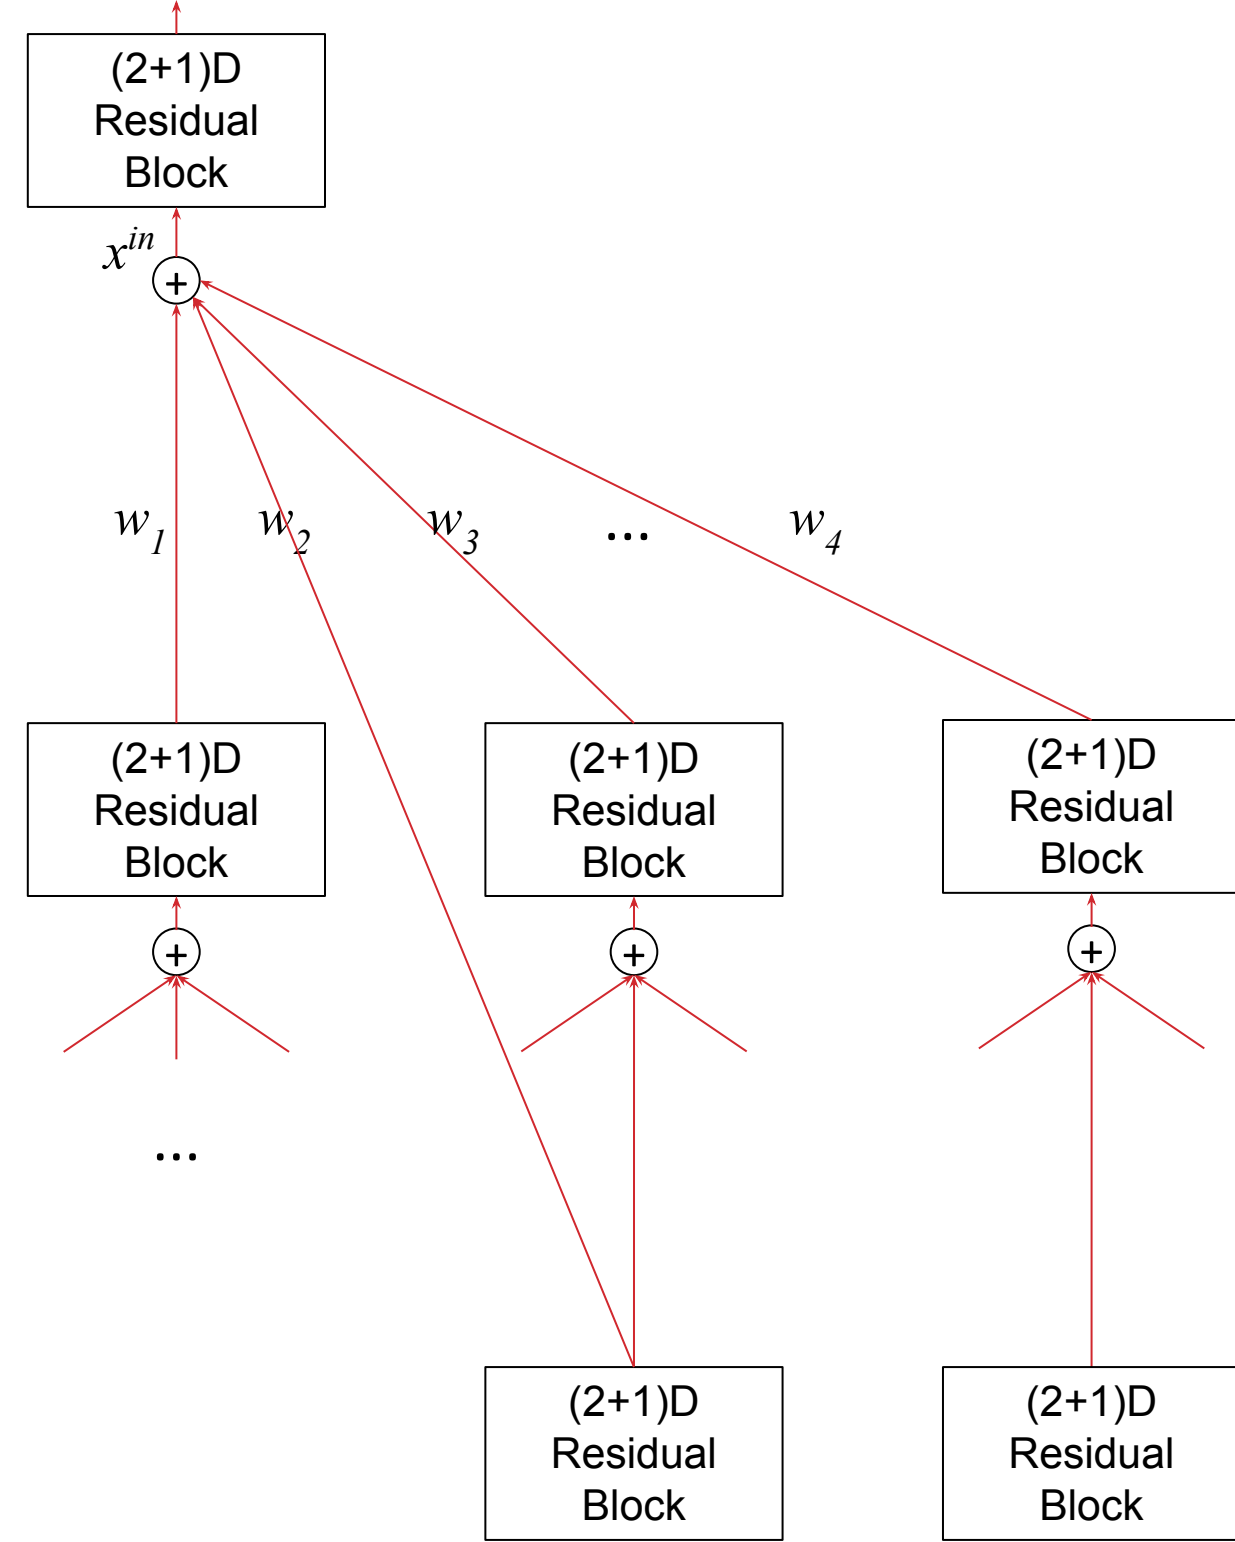 (2+1)D
Residual
Block
x^{in}
+
w_1 w_2 w_3 ... w_4
(2+1)D
Residual
Block
(2+1)D
Residual
Block
(2+1)D
Residual
Block
+ + +
...
(2+1)D
Residual
Block
(2+1)D
Residual
Block